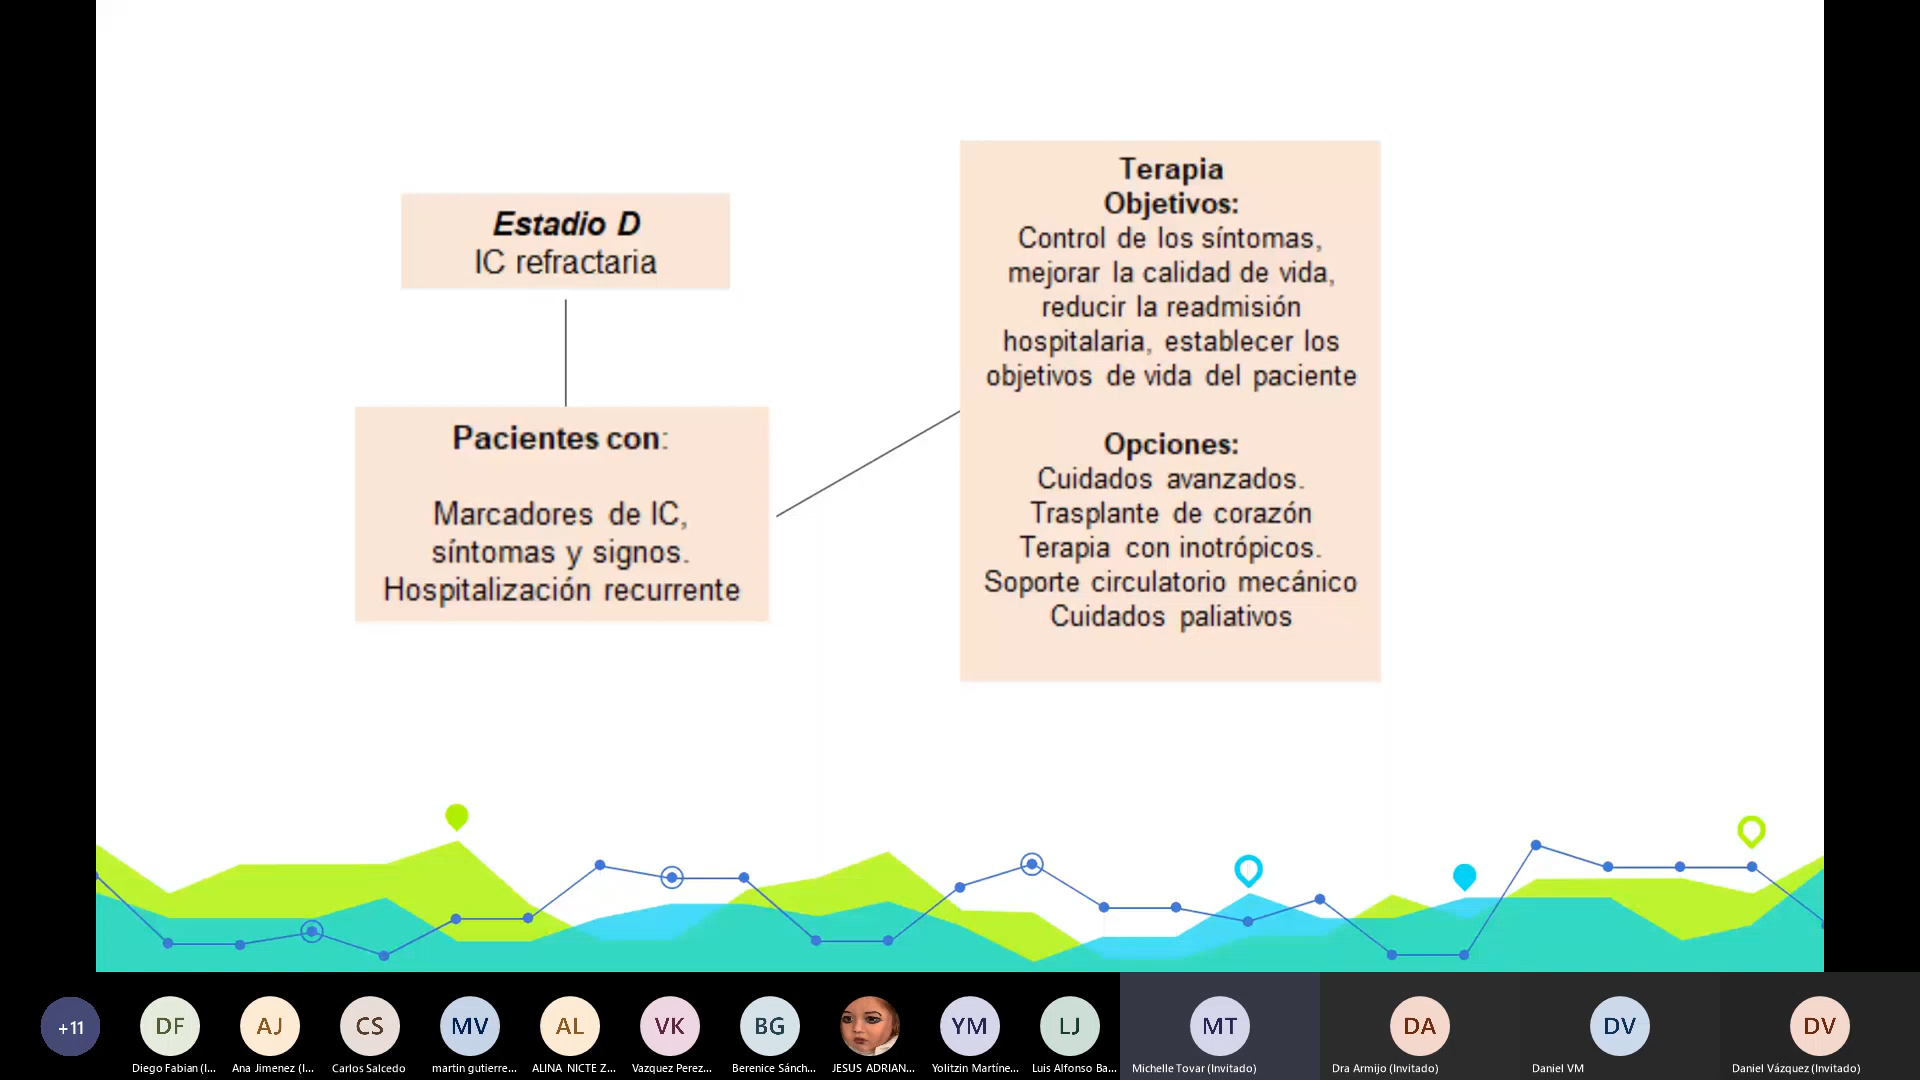 Estadio D
IC refractaria
Pacientes con:
Marcadores de IC,
síntomas y signos.
Hospitalización recurrente
Terapia
Objetivos:
Control de los síntomas,
mejorar la calidad de vida,
reducir la readmisión
hospitalaria, establecer los
objetivos de vida del paciente
Opciones:
Cuidados avanzados.
Trasplante de corazón
Terapia con inotrópicos.
Soporte circulatorio mecánico
Cuidados paliativos
+11
DF
AJ
CS
MV
AL
VK
BG
YM
LJ
MT
DA
DV
DV
Diego Fabian (I...
Ana Jimenez (I...
Carlos Salcedo
martin gutierre...
ALINA NICTE Z...
Vazquez Perez...
Berenice Sánch...
JESUS ADRIAN...
Yolitzin Martíne...
Luis Alfonso Ba...
Michelle Tovar (Invitado)
Dra Armijo (Invitado)
Daniel VM
Daniel Vázquez (Invitado)